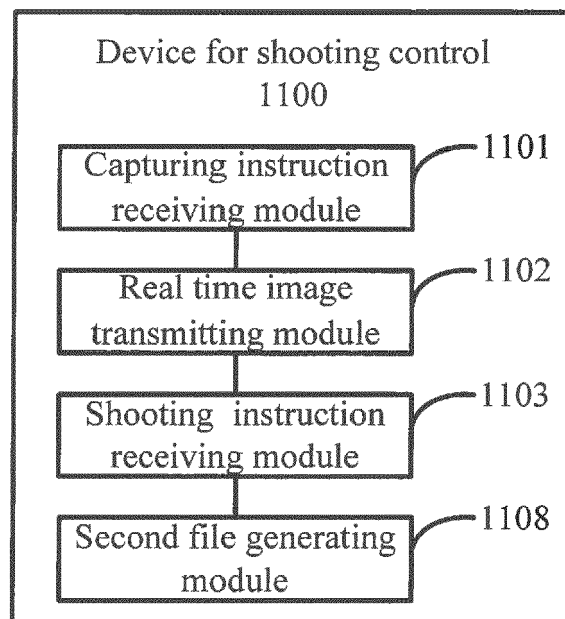 Device for shooting control
1100
Capturing instruction
receiving module
1101
Real time image
transmitting module
1102
Shooting instruction
receiving module
1103
Second file generating
module
1108